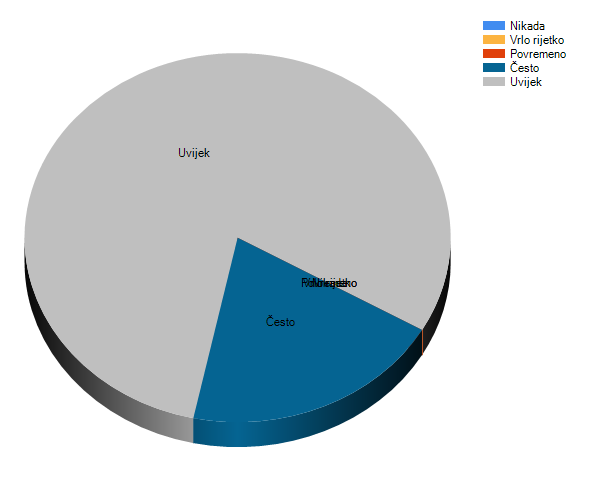 Nikada
Vrlo rijetko
Povremeno
Često
Uvijek
Uvijek
Često